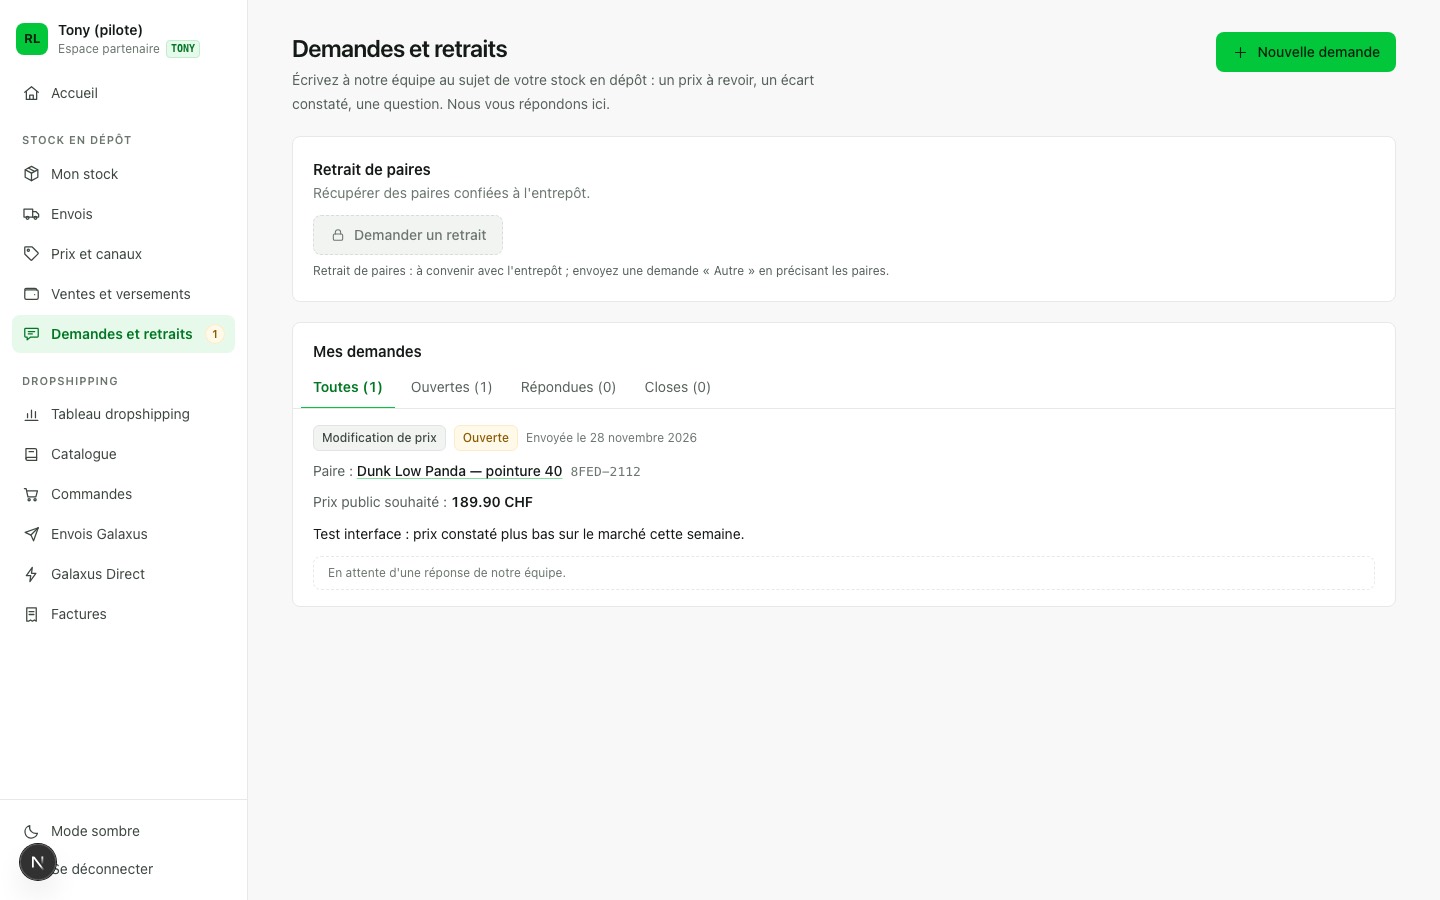 RL
Tony (pilote)
Espace partenaire TONY
Accueil
STOCK EN DÉPÔT
Mon stock
Envois
Prix et canaux
Ventes et versements
Demandes et retraits 1
DROPSHIPPING
Tableau dropshipping
Catalogue
Commandes
Envois Galaxus
Galaxus Direct
Factures
Mode sombre
N
Se déconnecter
Demandes et retraits
Écrivez à notre équipe au sujet de votre stock en dépôt : un prix à revoir, un écart
constaté, une question. Nous vous répondons ici.
Nouvelle demande
Retrait de paires
Récupérer des paires confiées à l'entrepôt.
Demander un retrait
Retrait de paires : à convenir avec l'entrepôt ; envoyez une demande « Autre » en précisant les paires.
Mes demandes
Toutes (1) Ouvertes (1) Répondues (0) Closes (0)
Modification de prix Ouverte Envoyée le 28 novembre 2026
Paire : Dunk Low Panda — pointure 40 8FED-2112
Prix public souhaité : 189.90 CHF
Test interface : prix constaté plus bas sur le marché cette semaine.
En attente d'une réponse de notre équipe.